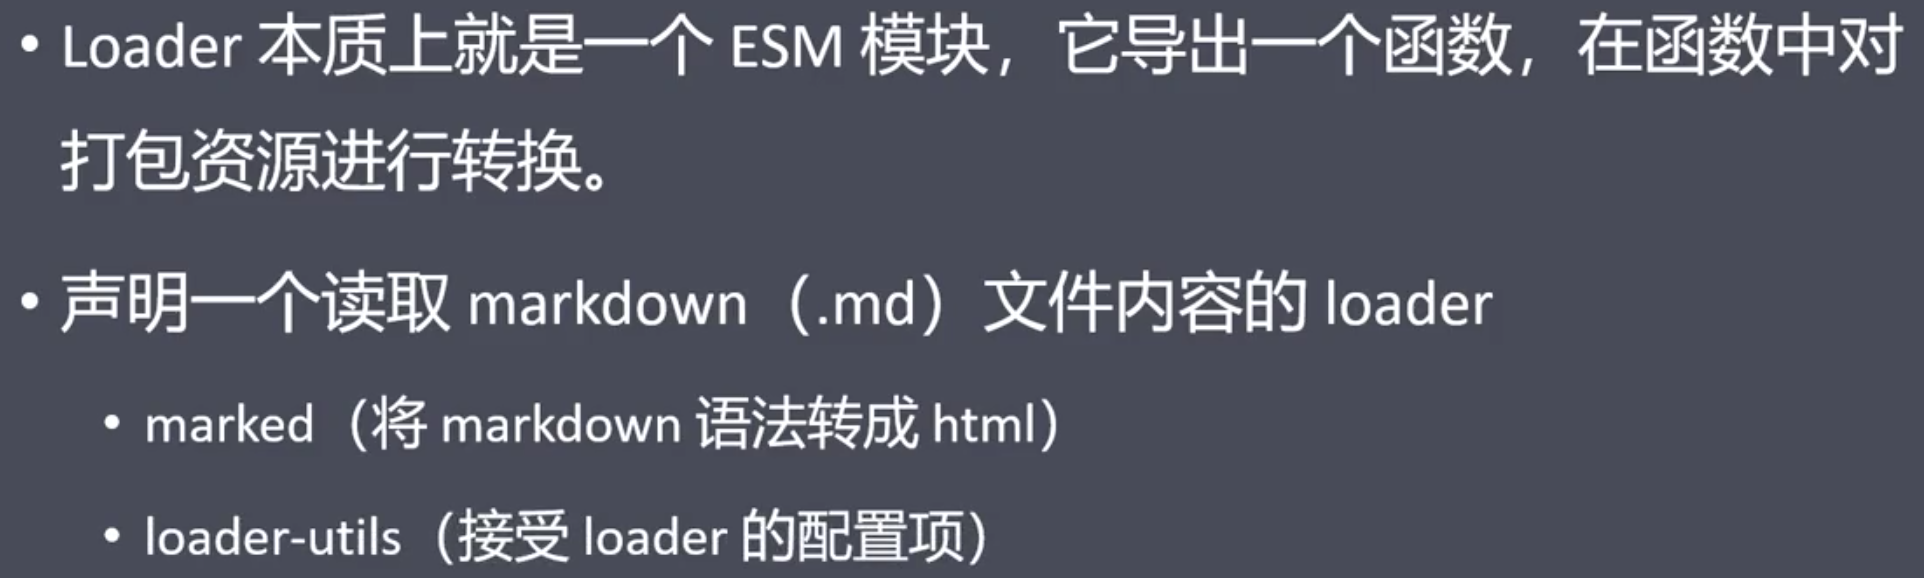 • Loader 本质上就是一个 ESM 模块，它导出一个函数，在函数中对
打包资源进行转换。
• 声明一个读取 markdown（.md）文件内容的 loader
• marked（将 markdown 语法转成 html）
• loader-utils（接受 loader 的配置项）